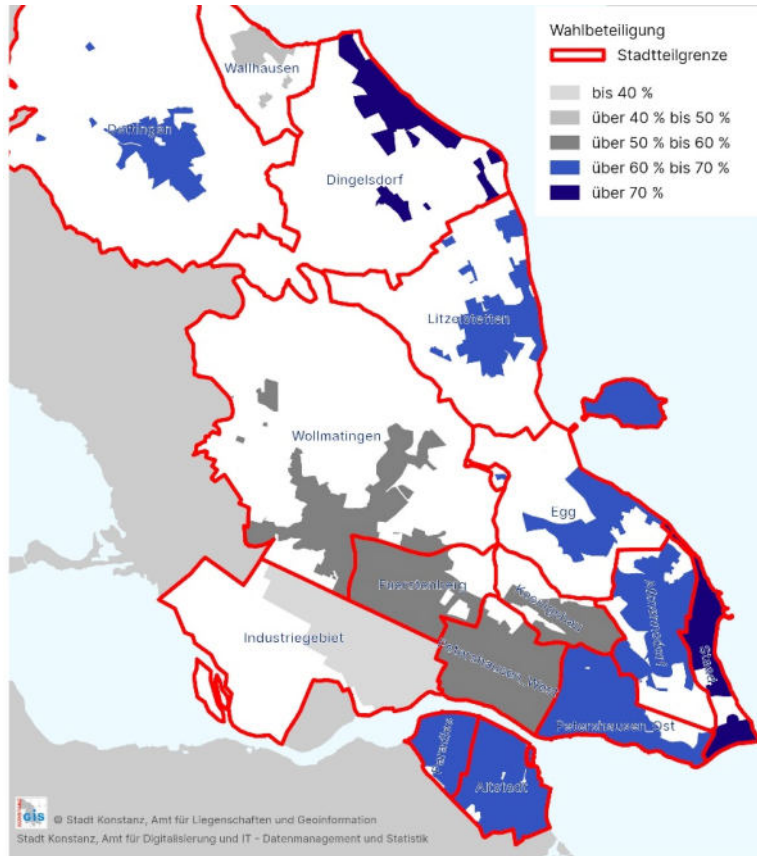 Wahlbeteiligung
Stadtteilgrenze
bis 40 %
über 40 % bis 50 %
über 50 % bis 60 %
über 60 % bis 70 %
über 70 %
Wallhausen
Dettingen
Dingelsdorf
Litzelstetten
Wollmatingen
Egg
Fuerstenberg
Allmannsdorf
Industriegebiet
Petershausen_West
Staad
Petershausen_Ost
Paradies
Altstadt
GIS
© Stadt Konstanz, Amt für Liegenschaften und Geoinformation
Stadt Konstanz, Amt für Digitalisierung und IT - Datenmanagement und Statistik